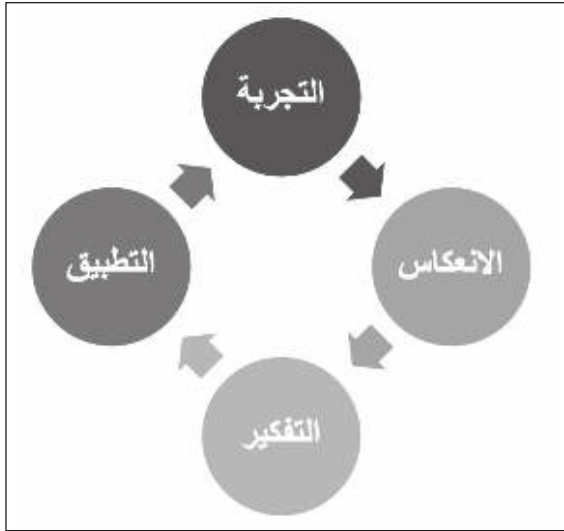 التجربة
الانعكاس
التفكير
التطبيق